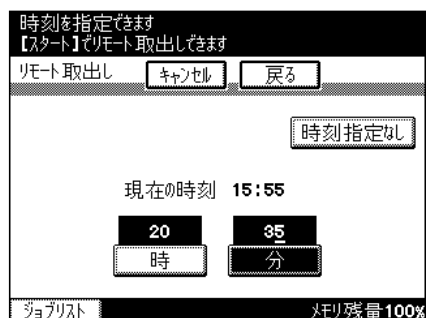 時刻を指定できます
【スタート】でリモート取出しできます
リモート取出し キャンセル 戻る
時刻指定なし
現在の時刻 15:55
20 35
時 分
ジョブリスト メモリ残量100%